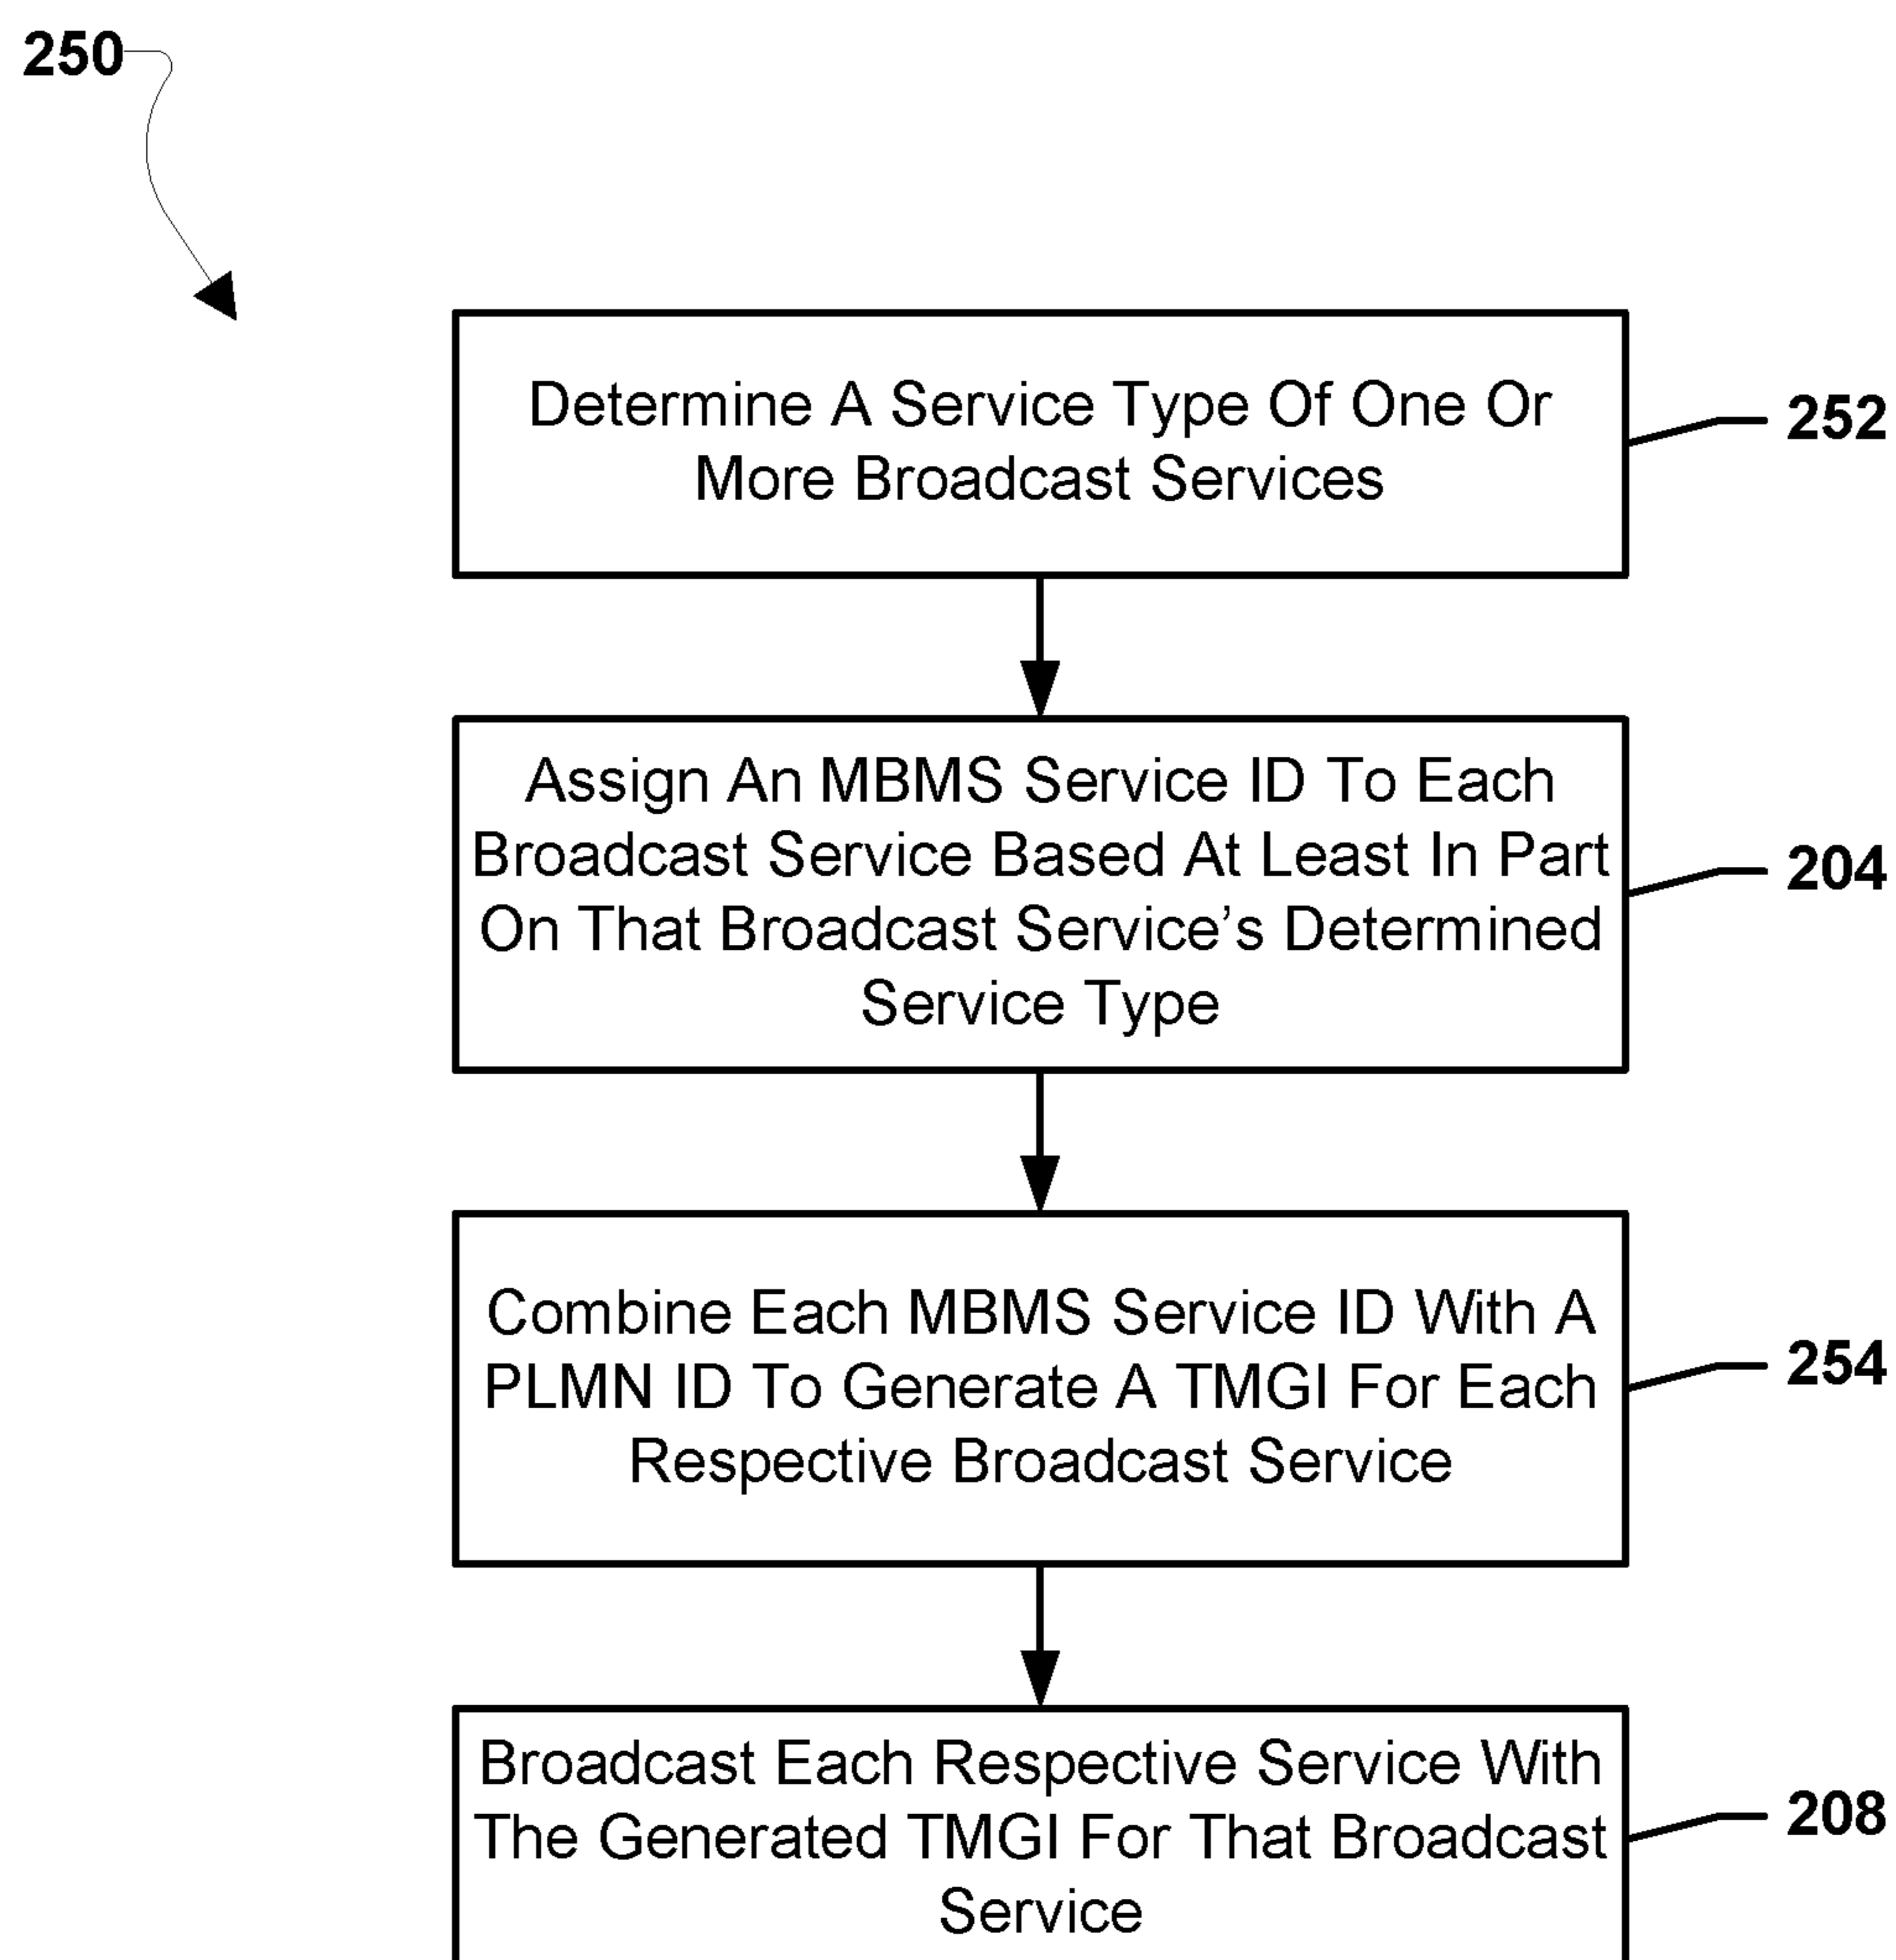 250
Determine A Service Type Of One Or
More Broadcast Services
252
Assign An MBMS Service ID To Each
Broadcast Service Based At Least In Part
On That Broadcast Service's Determined
Service Type
204
Combine Each MBMS Service ID With A
PLMN ID To Generate A TMGI For Each
Respective Broadcast Service
254
Broadcast Each Respective Service With
The Generated TMGI For That Broadcast
Service
208